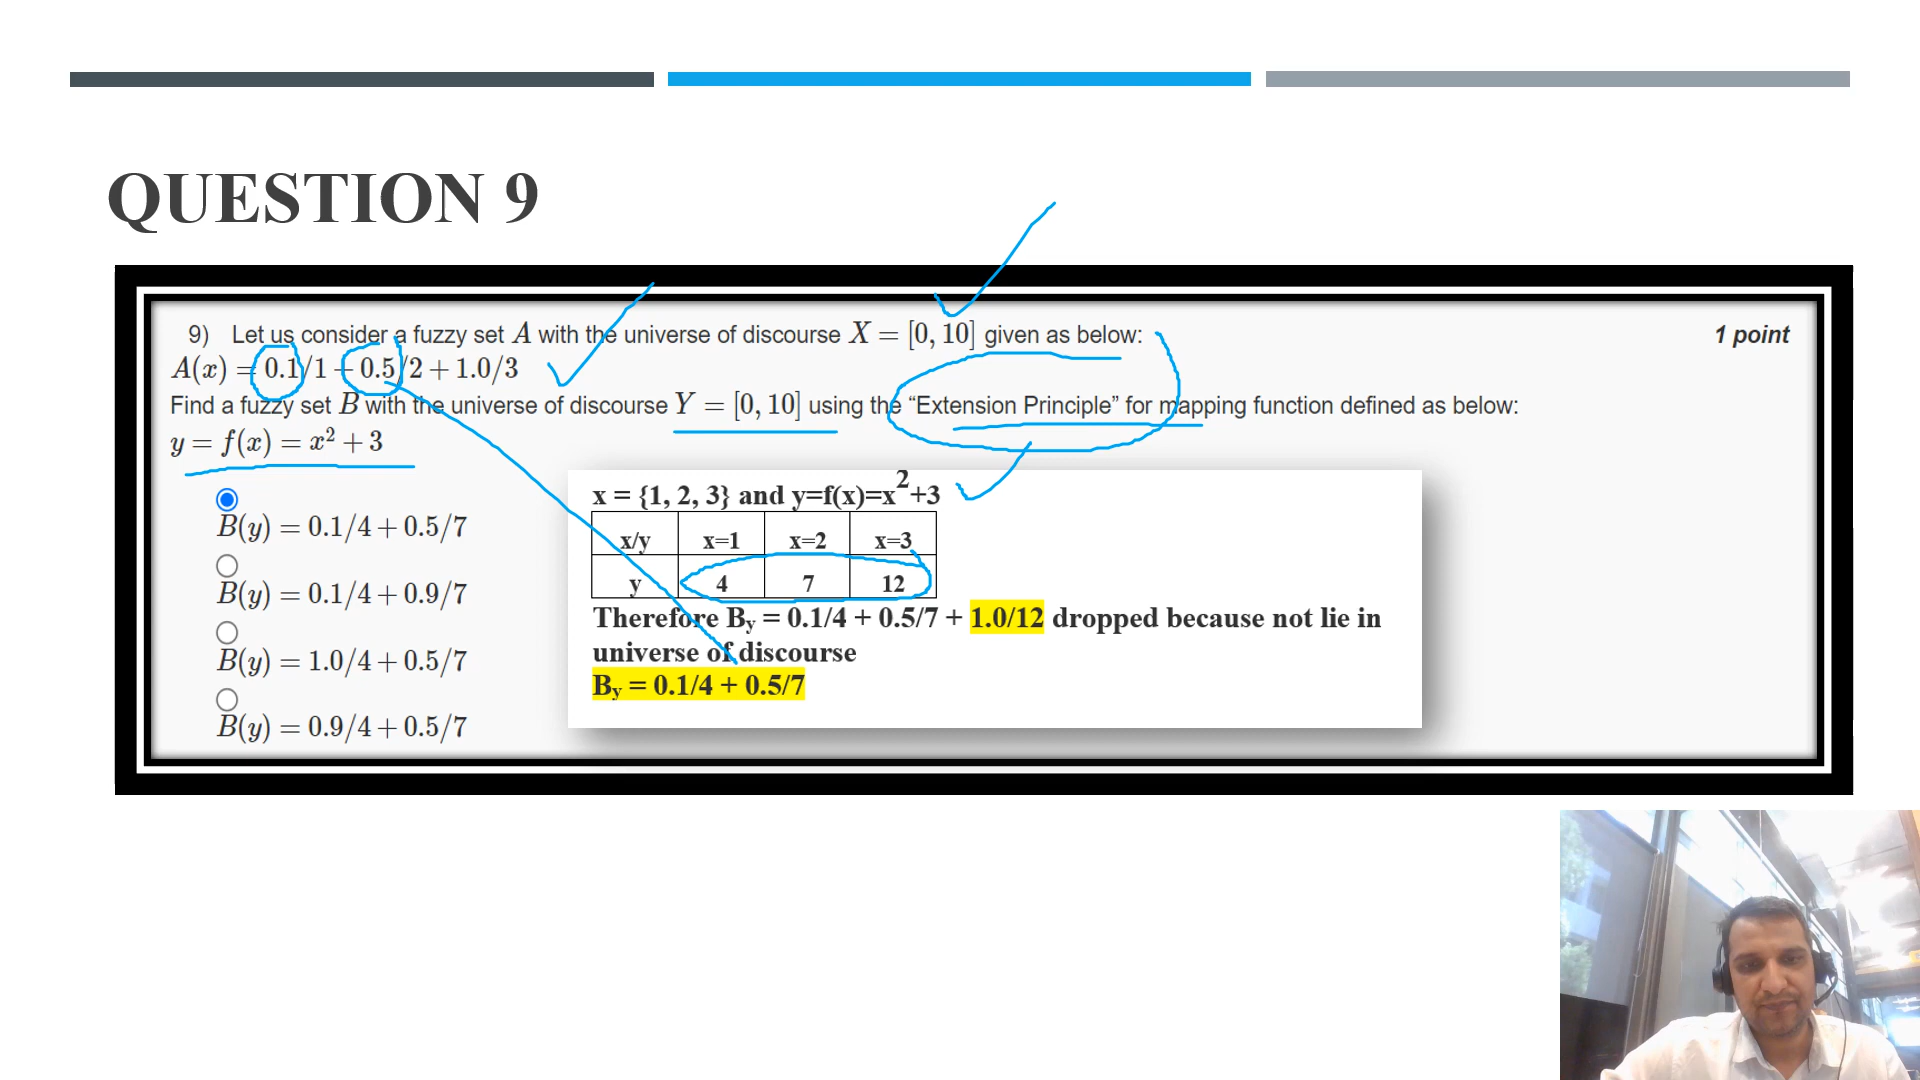 QUESTION 9
9) Let us consider a fuzzy set A with the universe of discourse X = [0, 10] given as below:
1 point
A(x) = 0.1/1 + 0.5/2 + 1.0/3
Find a fuzzy set B with the universe of discourse Y = [0, 10] using the “Extension Principle” for mapping function defined as below:
y = f(x) = x² + 3
B(y) = 0.1/4 + 0.5/7
B(y) = 0.1/4 + 0.9/7
B(y) = 1.0/4 + 0.5/7
B(y) = 0.9/4 + 0.5/7
x = {1, 2, 3} and y=f(x)=x²+3
x/y x=1 x=2 x=3
y 4 7 12
Therefore Bᵧ = 0.1/4 + 0.5/7 + 1.0/12 dropped because not lie in
universe of discourse
Bᵧ = 0.1/4 + 0.5/7